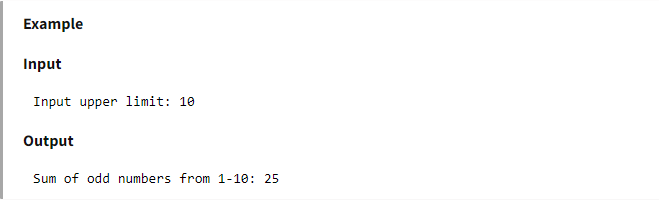 Example
Input
Input upper limit: 10
Output
Sum of odd numbers from 1-10: 25